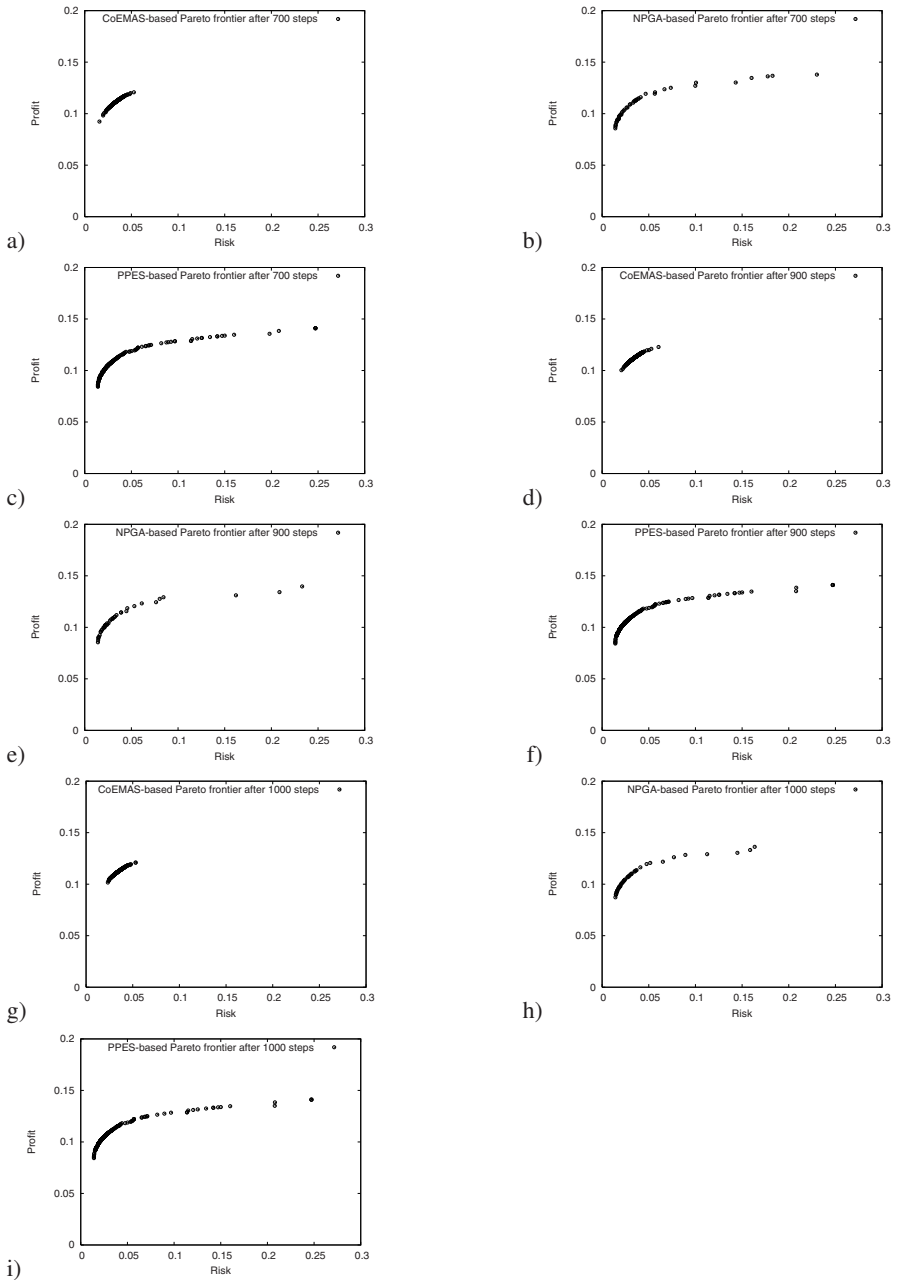 CoEMAS-based Pareto frontier after 700 steps
0.2
0.15
0.1
0.05
0
Profit
0 0.05 0.1 0.15 0.2 0.25 0.3
Risk
a)
NPGA-based Pareto frontier after 700 steps
0.2
0.15
0.1
0.05
0
Profit
0 0.05 0.1 0.15 0.2 0.25 0.3
Risk
b)
PPES-based Pareto frontier after 700 steps
0.2
0.15
0.1
0.05
0
Profit
0 0.05 0.1 0.15 0.2 0.25 0.3
Risk
c)
CoEMAS-based Pareto frontier after 900 steps
0.2
0.15
0.1
0.05
0
Profit
0 0.05 0.1 0.15 0.2 0.25 0.3
Risk
d)
NPGA-based Pareto frontier after 900 steps
0.2
0.15
0.1
0.05
0
Profit
0 0.05 0.1 0.15 0.2 0.25 0.3
Risk
e)
PPES-based Pareto frontier after 900 steps
0.2
0.15
0.1
0.05
0
Profit
0 0.05 0.1 0.15 0.2 0.25 0.3
Risk
f)
CoEMAS-based Pareto frontier after 1000 steps
0.2
0.15
0.1
0.05
0
Profit
0 0.05 0.1 0.15 0.2 0.25 0.3
Risk
g)
NPGA-based Pareto frontier after 1000 steps
0.2
0.15
0.1
0.05
0
Profit
0 0.05 0.1 0.15 0.2 0.25 0.3
Risk
h)
PPES-based Pareto frontier after 1000 steps
0.2
0.15
0.1
0.05
0
Profit
0 0.05 0.1 0.15 0.2 0.25 0.3
Risk
i)